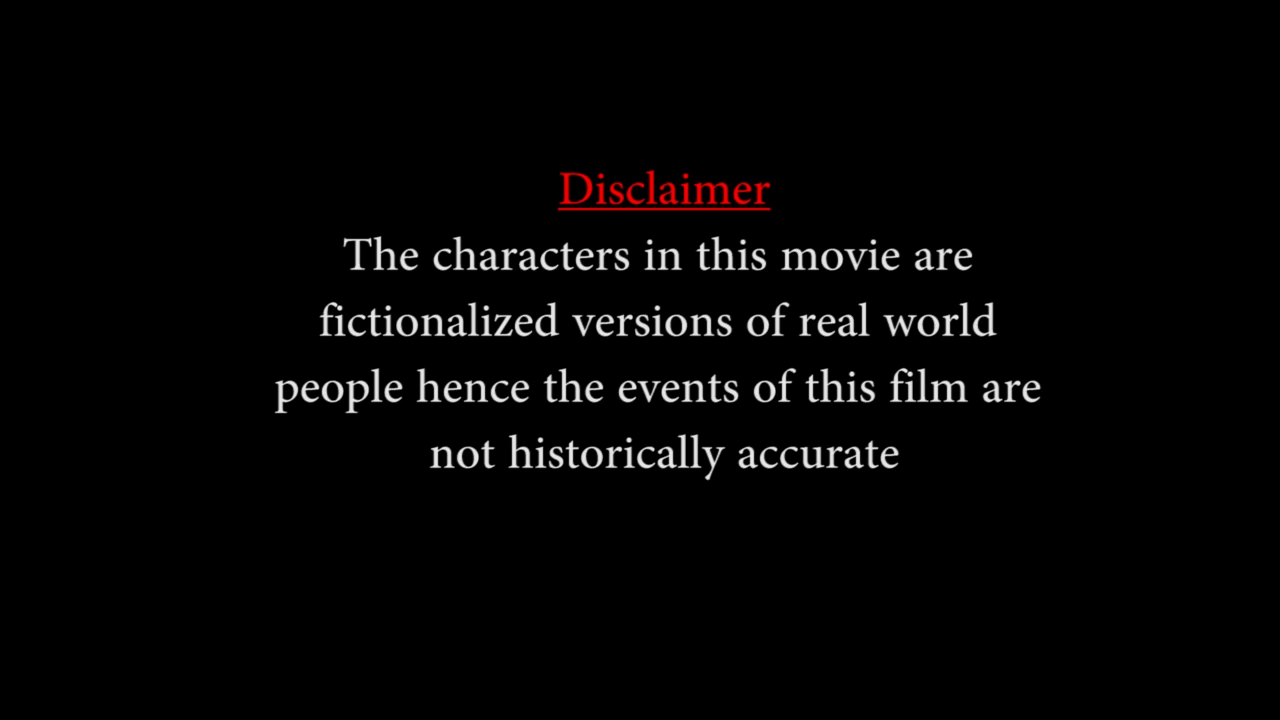 Disclaimer
The characters in this movie are
fictionalized versions of real world
people hence the events of this film are
not historically accurate